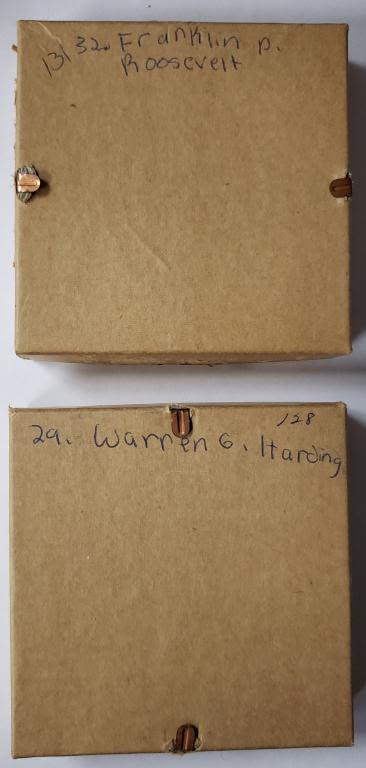 131 32. Franklin D.
Roosevelt
128
29. Warren G. Harding